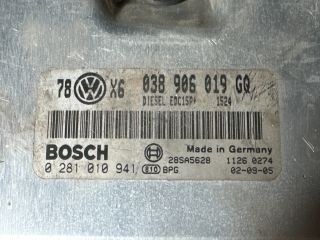 78 X6 038 906 019 GQ
DIESEL EDC15P+ 1524
BOSCH
Made in Germany
28SA5628 1126 0274
0 281 010 941 E10 BPG 02-09-05